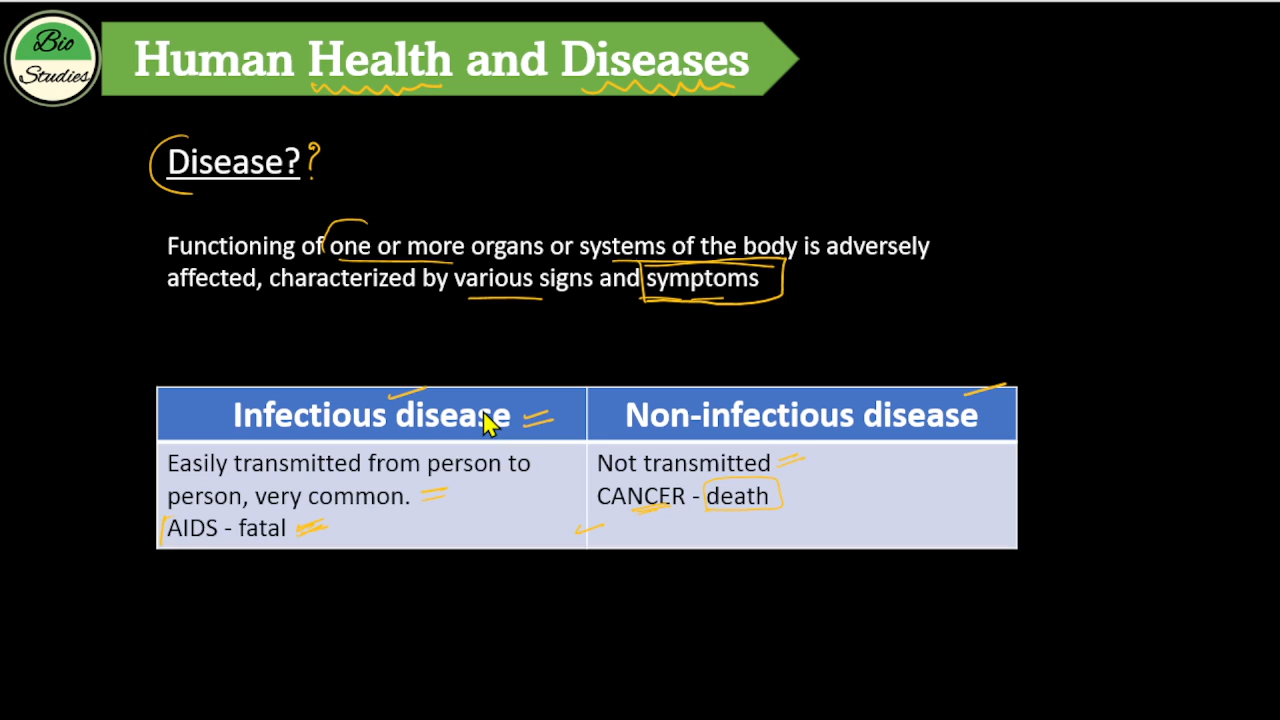 Bio
Studies
Human Health and Diseases
Disease??
Functioning of one or more organs or systems of the body is adversely
affected, characterized by various signs and symptoms
Infectious disease
Non-infectious disease
Easily transmitted from person to
person, very common.
AIDS - fatal
Not transmitted
CANCER - death